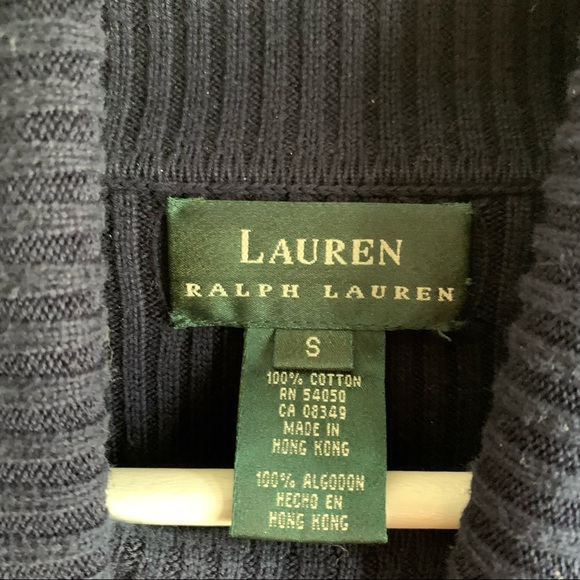 LAUREN
RALPH LAUREN
S
100% COTTON
RN 54050
CA 08349
MADE IN
HONG KONG
100% ALGODON
HECHO EN
HONG KONG